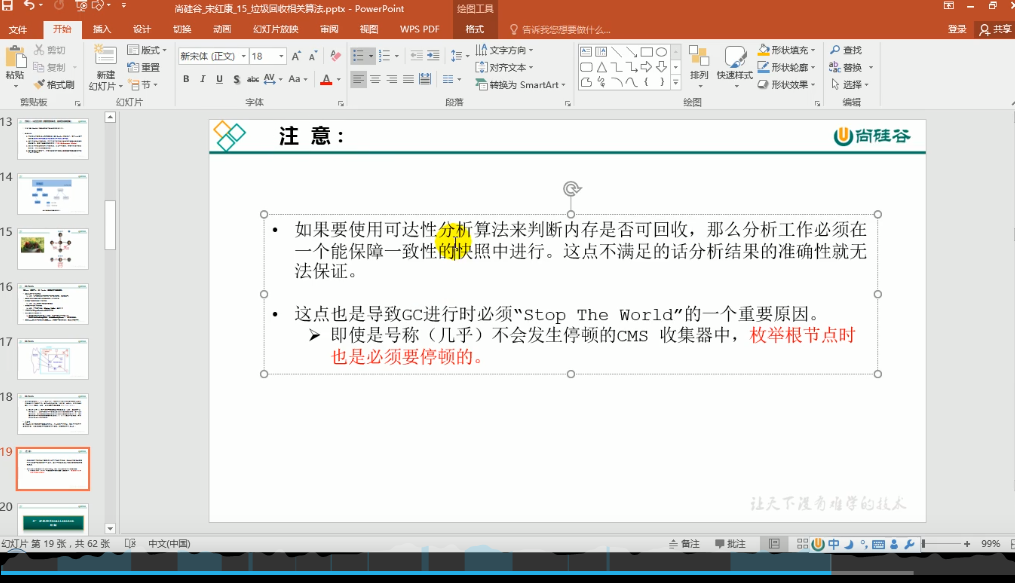 尚硅谷_宋红康_15_垃圾回收相关算法.pptx - PowerPoint
绘图工具
文件 开始 插入 设计 切换 动画 幻灯片放映 审阅 视图 WPS PDF 格式 告诉我您想要做什么... 登录 共享
粘贴 剪切 复制 格式刷
新建 幻灯片 版式 重置 节
新宋体 (正文) 18
B I U S abc AV Aa A
文字方向 对齐文本 转换为 SmartArt
排列 快速样式 形状填充 形状轮廓 形状效果
查找 替换 选择
剪贴板 幻灯片 字体 段落 绘图 编辑
13
14
15
16
17
18
19
20
注 意：
尚硅谷
• 如果要使用可达性分析算法来判断内存是否可回收，那么分析工作必须在
一个能保障一致性的快照中进行。这点不满足的话分析结果的准确性就无
法保证。
• 这点也是导致GC进行时必须“Stop The World”的一个重要原因。
➢ 即使是号称（几乎）不会发生停顿的CMS 收集器中，枚举根节点时
也是必须要停顿的。
让天下没有难学的技术
幻灯片 第 19 张，共 62 张 中文(中国) 备注 批注 中 99%